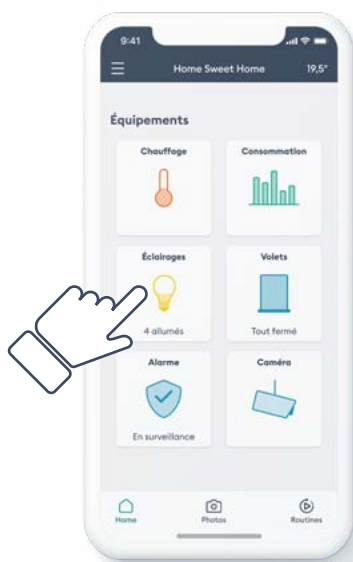 9:41
Home Sweet Home 19,5°
Équipements
Chauffage Consommation
Éclairages Volets
4 allumés Tout fermé
Alarme Caméra
En surveillance
Home Photos Routines